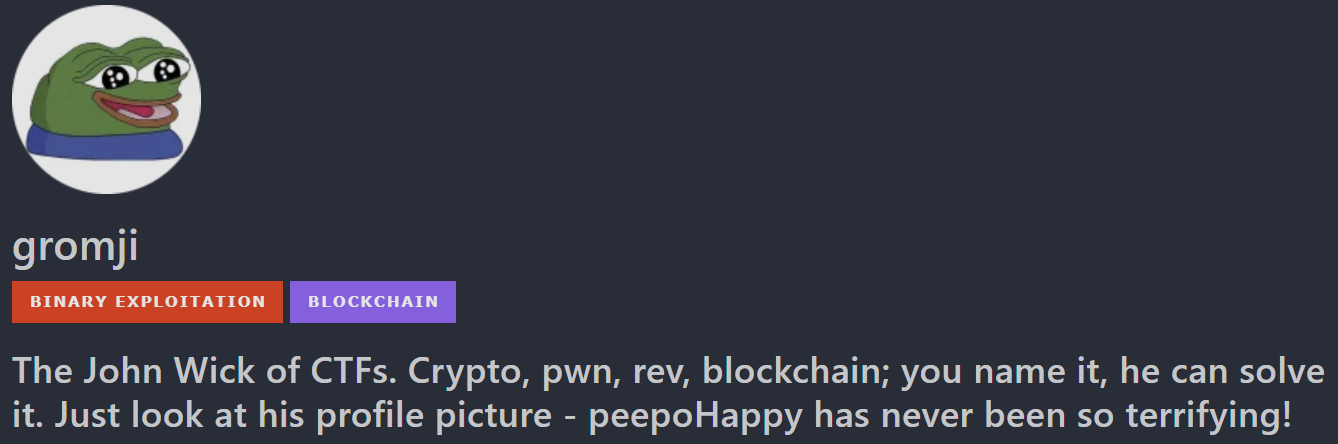 gromji
BINARY EXPLOITATION BLOCKCHAIN
The John Wick of CTFs. Crypto, pwn, rev, blockchain; you name it, he can solve
it. Just look at his profile picture - peepoHappy has never been so terrifying!